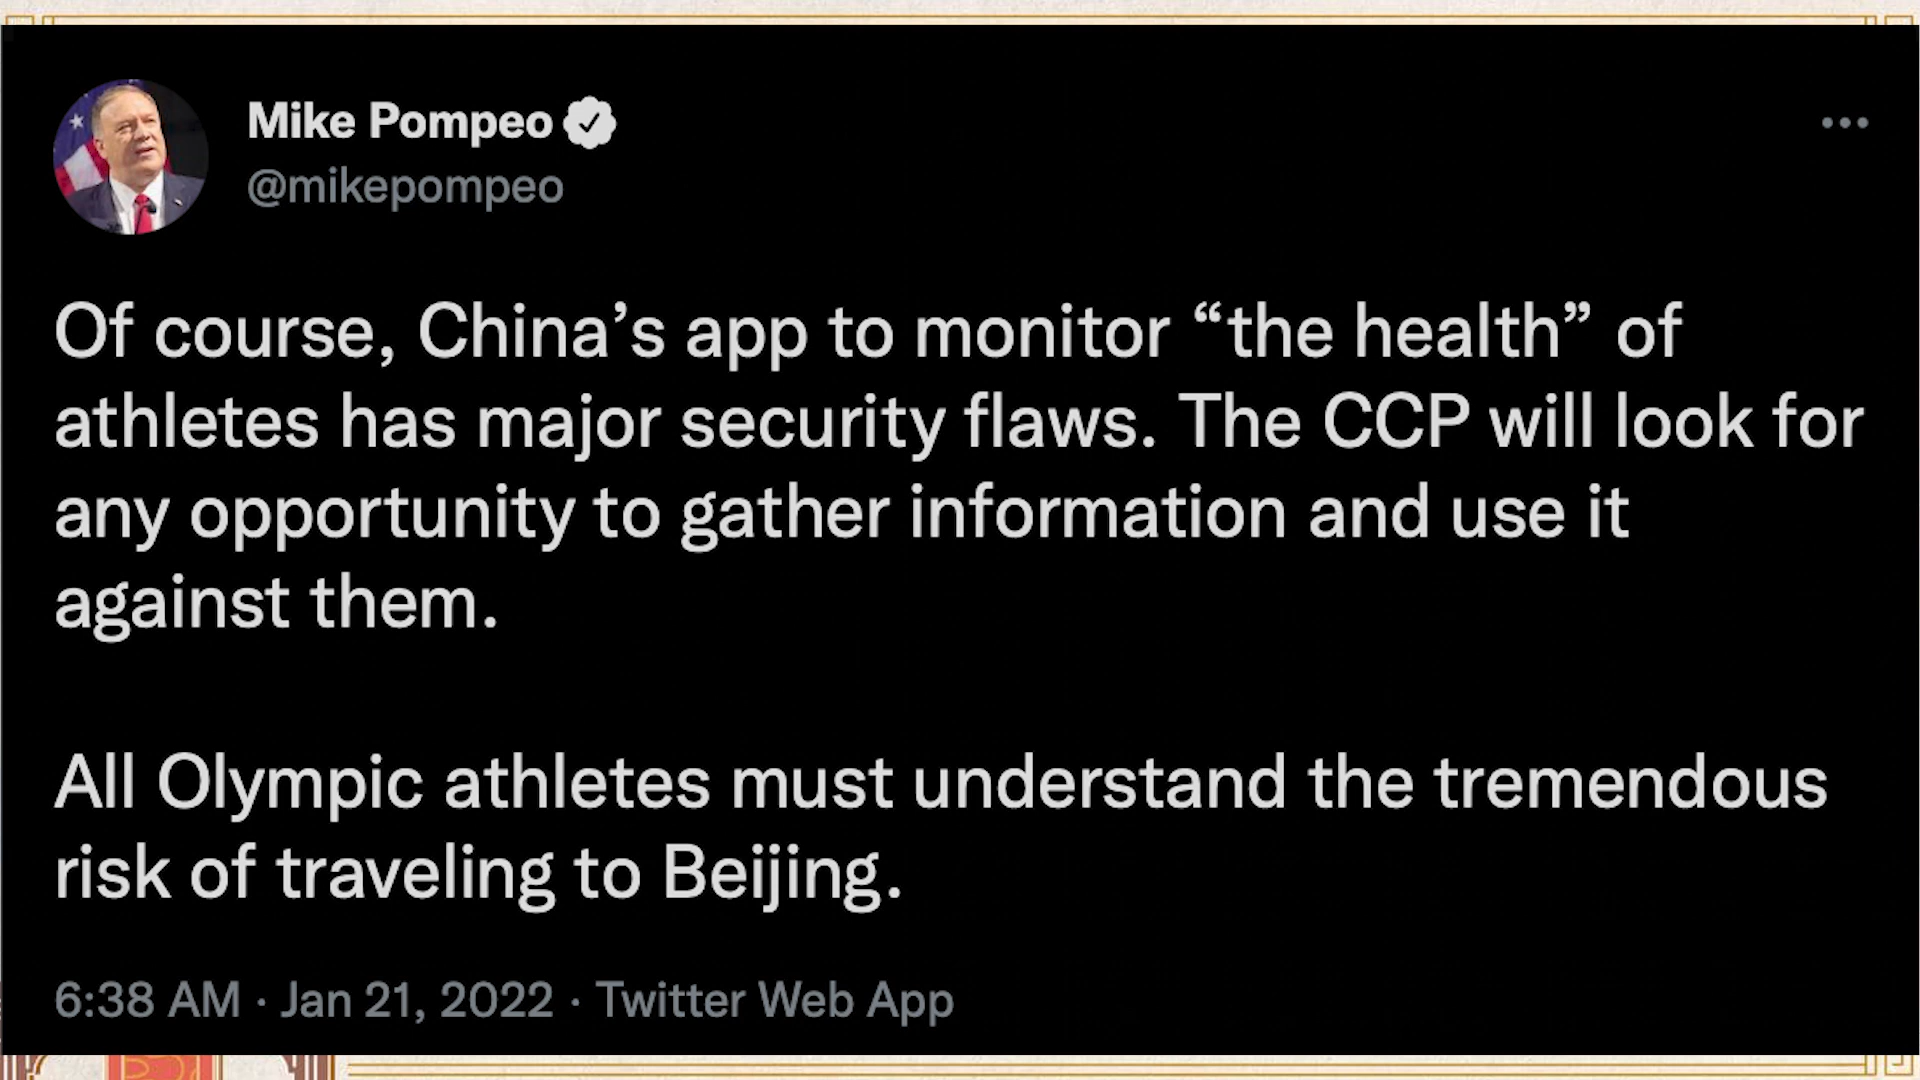 Mike Pompeo
@mikepompeo
Of course, China’s app to monitor “the health” of
athletes has major security flaws. The CCP will look for
any opportunity to gather information and use it
against them.
All Olympic athletes must understand the tremendous
risk of traveling to Beijing.
6:38 AM · Jan 21, 2022 · Twitter Web App